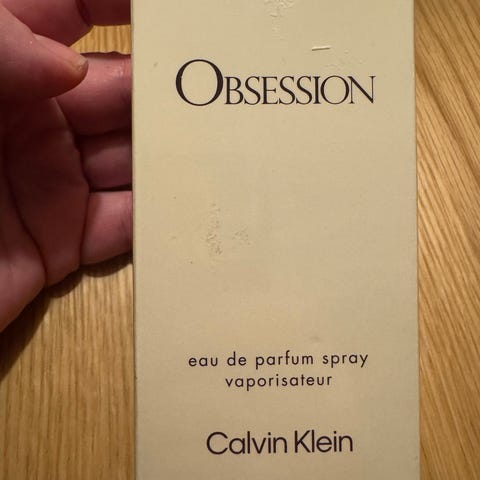 OBSESSION
eau de parfum spray
vaporisateur
Calvin Klein